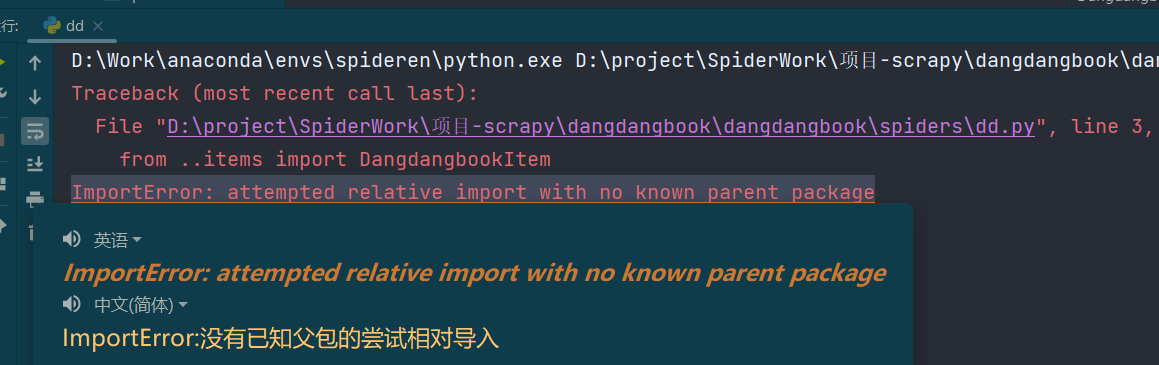 行:
dd
D:\Work\anaconda\envs\spideren\python.exe D:\project\SpiderWork\项目-scrapy\dangdangbook\dan
Traceback (most recent call last):
File "D:\project\SpiderWork\项目-scrapy\dangdangbook\dangdangbook\spiders\dd.py", line 3,
from ..items import DangdangbookItem
ImportError: attempted relative import with no known parent package
英语
ImportError: attempted relative import with no known parent package
中文(简体)
ImportError:没有已知父包的尝试相对导入